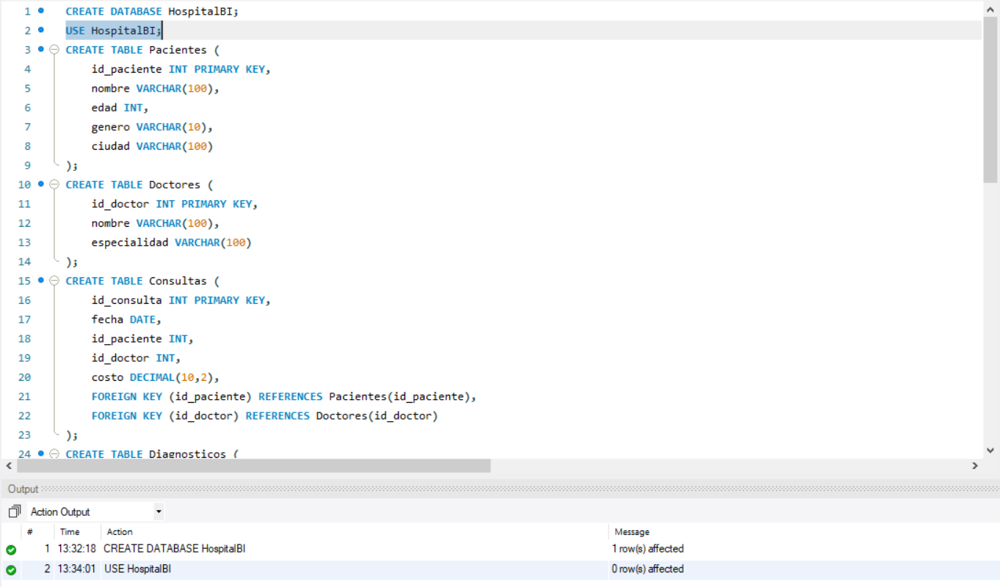 1 CREATE DATABASE HospitalBI;
2 USE HospitalBI;
3 CREATE TABLE Pacientes (
4 id_paciente INT PRIMARY KEY,
5 nombre VARCHAR(100),
6 edad INT,
7 genero VARCHAR(10),
8 ciudad VARCHAR(100)
9 );
10 CREATE TABLE Doctores (
11 id_doctor INT PRIMARY KEY,
12 nombre VARCHAR(100),
13 especialidad VARCHAR(100)
14 );
15 CREATE TABLE Consultas (
16 id_consulta INT PRIMARY KEY,
17 fecha DATE,
18 id_paciente INT,
19 id_doctor INT,
20 costo DECIMAL(10,2),
21 FOREIGN KEY (id_paciente) REFERENCES Pacientes(id_paciente),
22 FOREIGN KEY (id_doctor) REFERENCES Doctores(id_doctor)
23 );
24 CREATE TABLE Diagnosticos (
Output
Action Output
# Time Action Message
1 13:32:18 CREATE DATABASE HospitalBI 1 row(s) affected
2 13:34:01 USE HospitalBI 0 row(s) affected